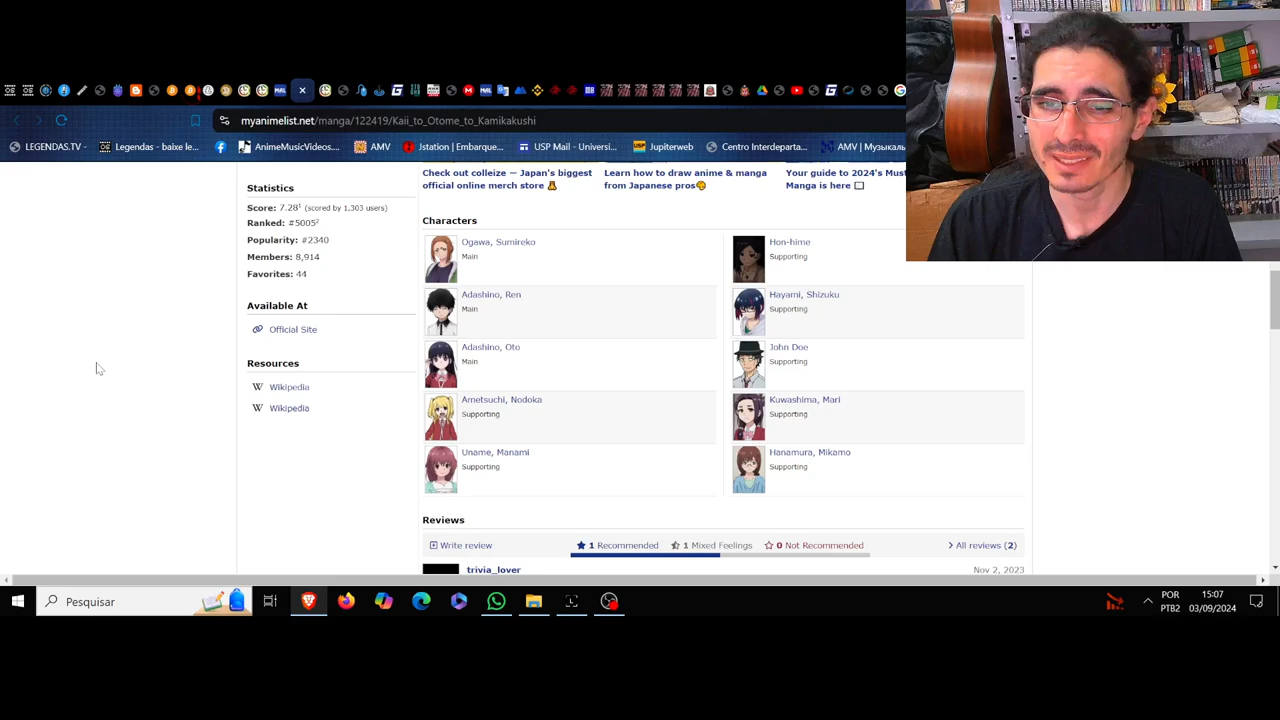 myanimelist.net/manga/122419/Kaii_to_Otome_to_Kamikakushi
LEGENDAS.TV -
Legendas - baixe le...
AnimeMusicVideos...
AMV
Jstation | Embarque...
USP Mail - Universi...
Jupiterweb
Centro Interdeparta...
AMV | Музыкаль
Check out colleize — Japan's biggest
official online merch store
Learn how to draw anime & manga
from Japanese pros
Your guide to 2024's Must
Manga is here
Statistics
Score: 7.28¹ (scored by 1,303 users)
Ranked: #5005²
Popularity: #2340
Members: 8,914
Favorites: 44
Available At
Official Site
Resources
Wikipedia
Wikipedia
Characters
Ogawa, Sumireko
Main
Adashino, Ren
Main
Adashino, Oto
Main
Ametsuchi, Nodoka
Supporting
Uname, Manami
Supporting
Hon-hime
Supporting
Hayami, Shizuku
Supporting
John Doe
Supporting
Kuwashima, Mari
Supporting
Hanamura, Mikamo
Supporting
Reviews
Write review
1 Recommended
1 Mixed Feelings
0 Not Recommended
All reviews (2)
trivia_lover
Nov 2, 2023
Pesquisar
POR
PTB2
15:07
03/09/2024